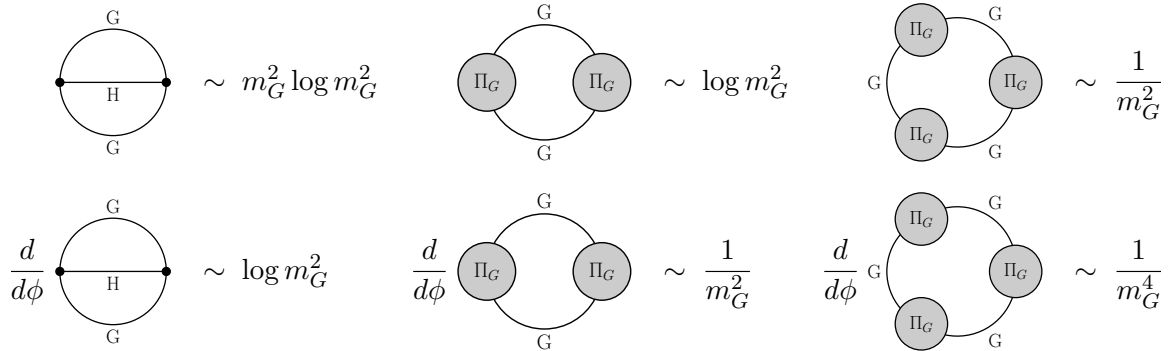 G
H
G
∼ m_G^2 log m_G^2
G
Π_G Π_G
G
∼ log m_G^2
G
Π_G
G
Π_G
Π_G
G
∼ 1/m_G^2
d/dϕ
G
H
G
∼ log m_G^2
d/dϕ
G
Π_G Π_G
G
∼ 1/m_G^2
d/dϕ
G
Π_G
G
Π_G
Π_G
G
∼ 1/m_G^4